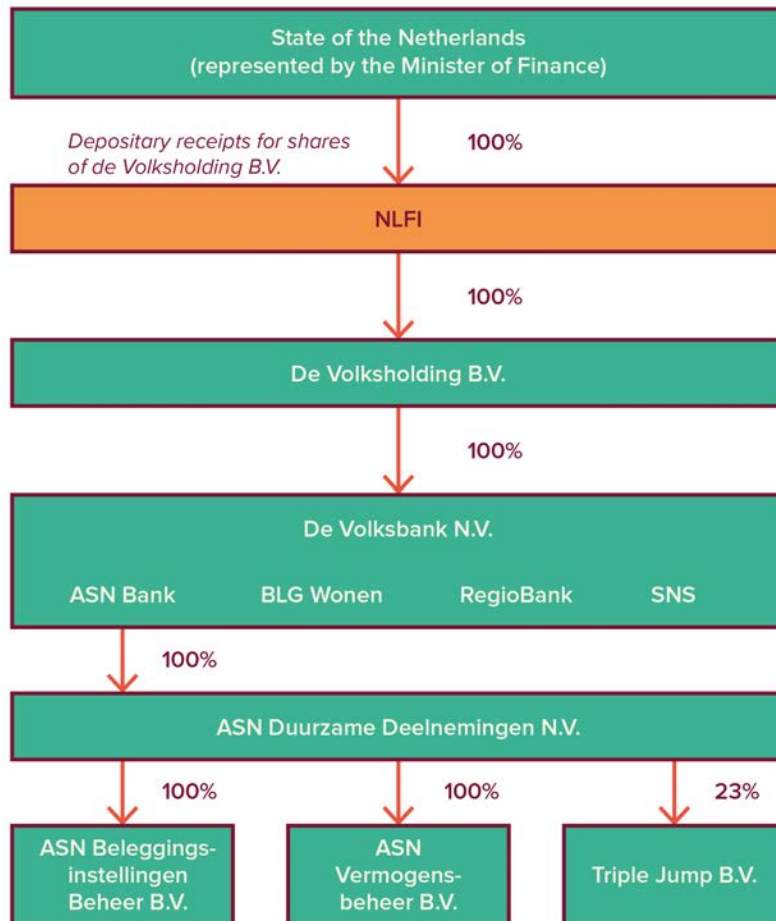 State of the Netherlands
(represented by the Minister of Finance)
Depositary receipts for shares
of de Volksholding B.V.
100%
NLFI
100%
De Volksholding B.V.
100%
De Volksbank N.V.
ASN Bank BLG Wonen RegioBank SNS
100%
ASN Duurzame Deelnemingen N.V.
100% 100% 23%
ASN Beleggings-
instellingen
Beheer B.V.
ASN
Vermogens-
beheer B.V.
Triple Jump B.V.